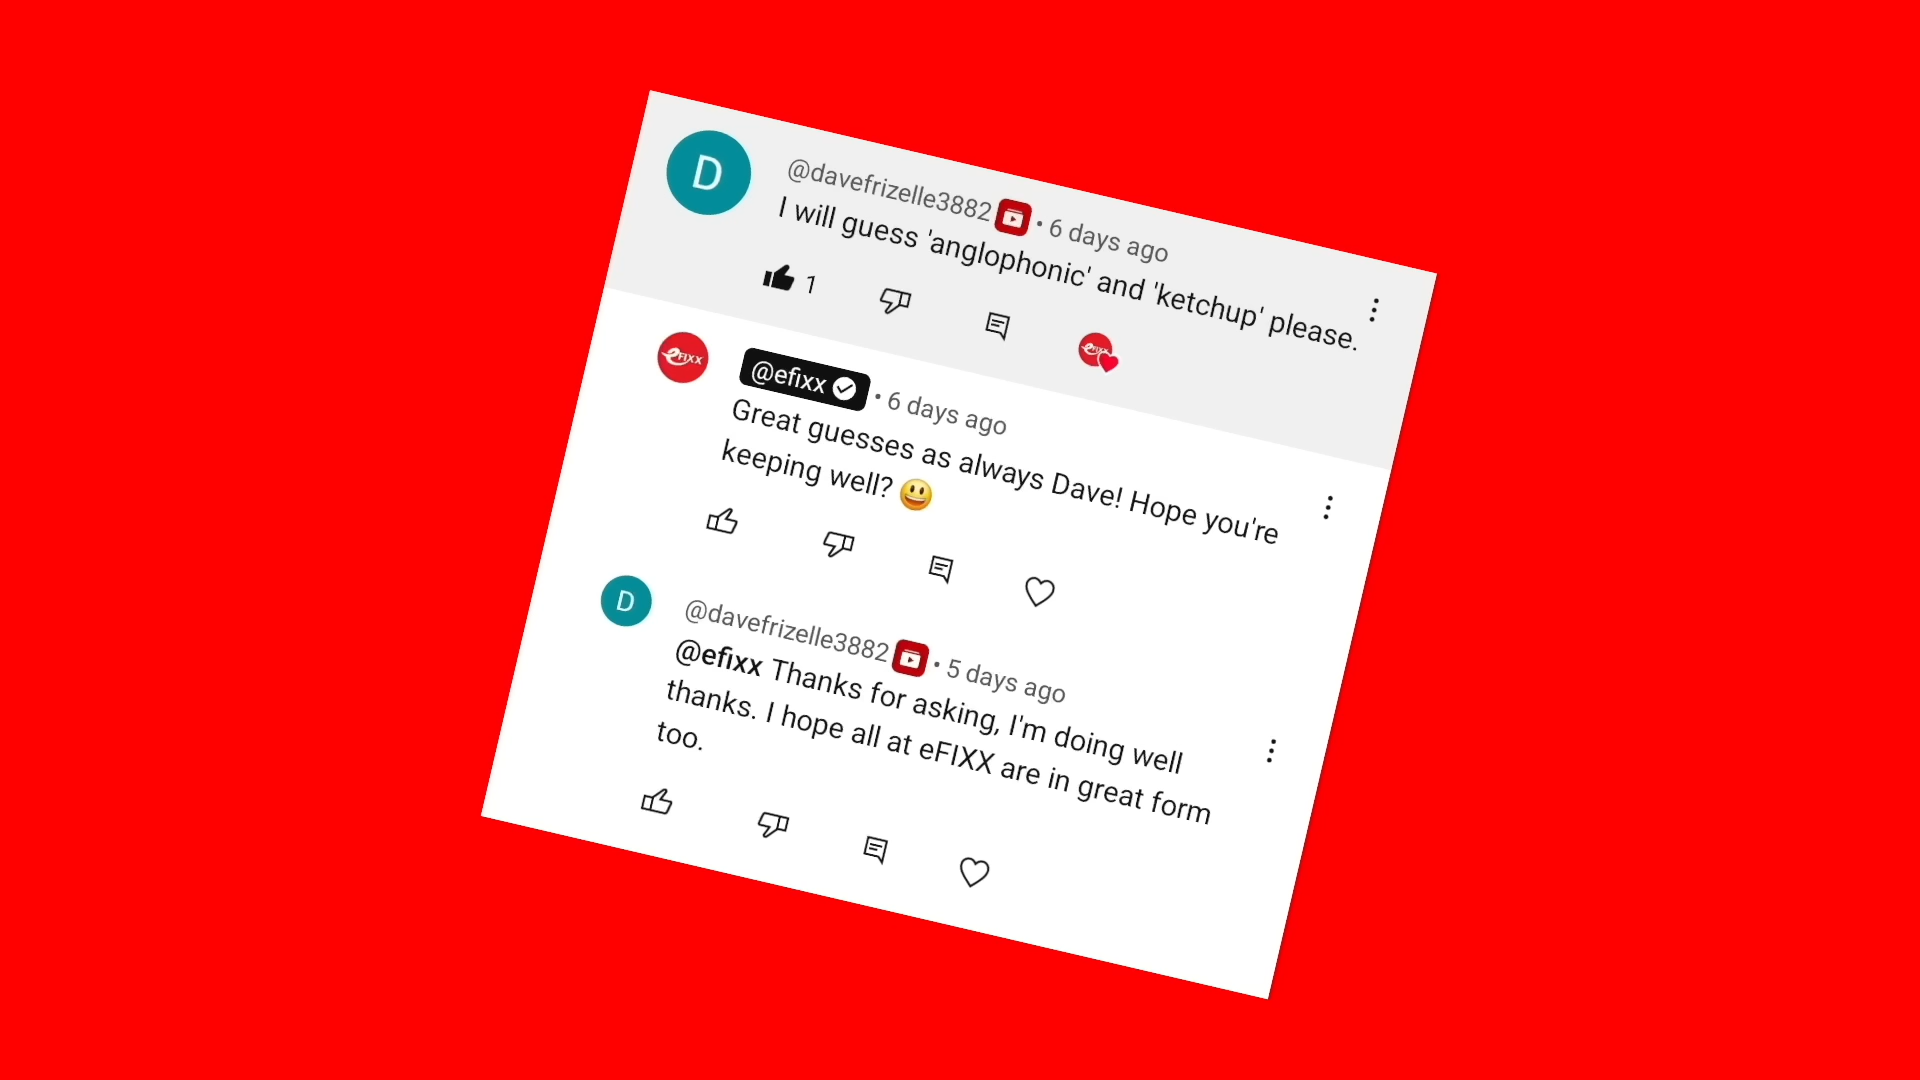 D
@davefrizelle3882 • 6 days ago
I will guess 'anglophonic' and 'ketchup' please.
1
eFIXX
eFIXX
@efixx • 6 days ago
Great guesses as always Dave! Hope you're
keeping well? 😃
D
@davefrizelle3882 • 5 days ago
@efixx Thanks for asking, I'm doing well
thanks. I hope all at eFIXX are in great form
too.